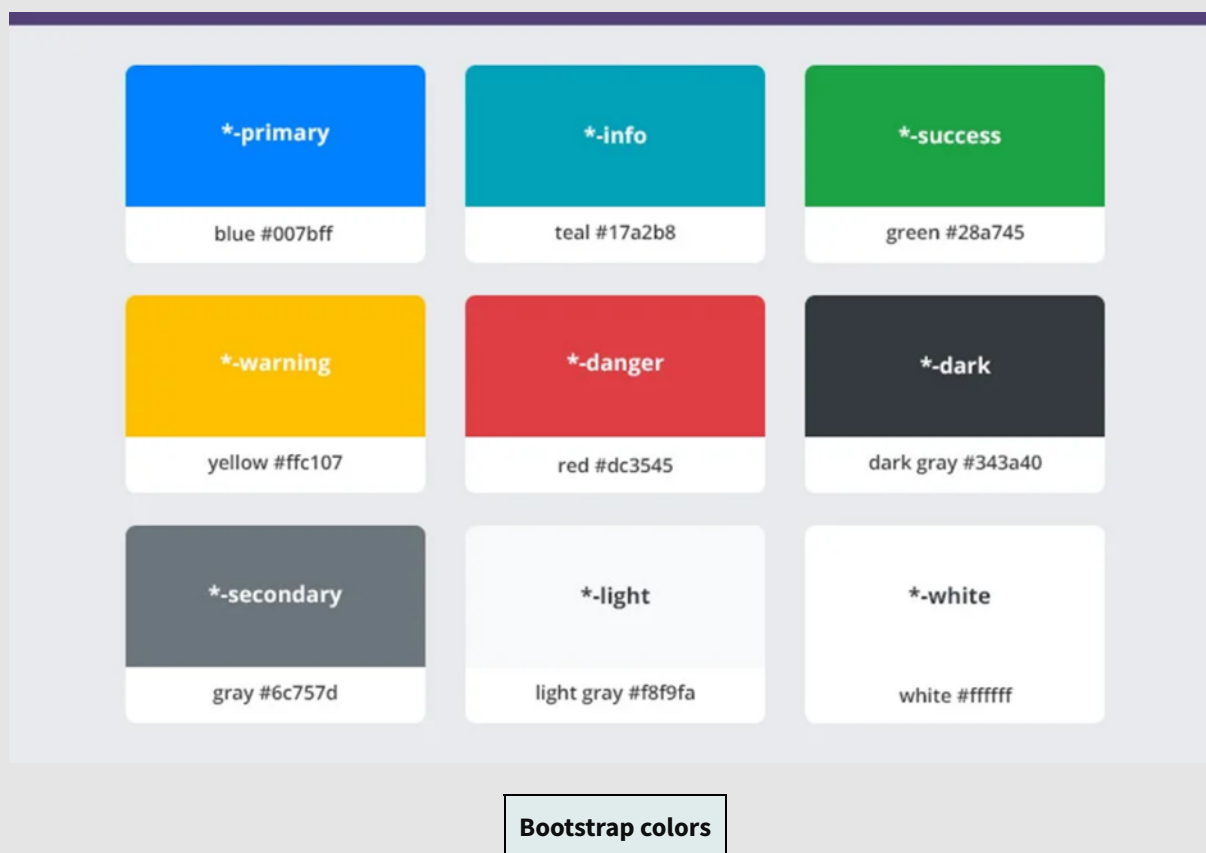 *-primary
blue #007bff
*-info
teal #17a2b8
*-success
green #28a745
*-warning
yellow #ffc107
*-danger
red #dc3545
*-dark
dark gray #343a40
*-secondary
gray #6c757d
*-light
light gray #f8f9fa
*-white
white #ffffff
Bootstrap colors